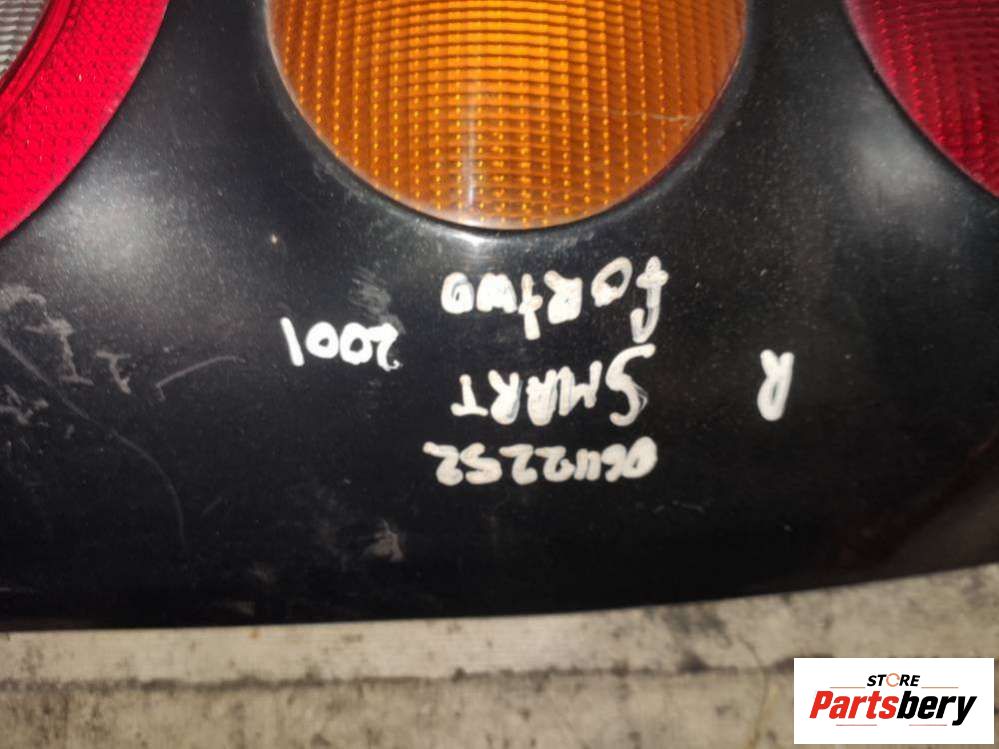 R
0642252
SMART
fORtwo
2001
STORE
Partsbery